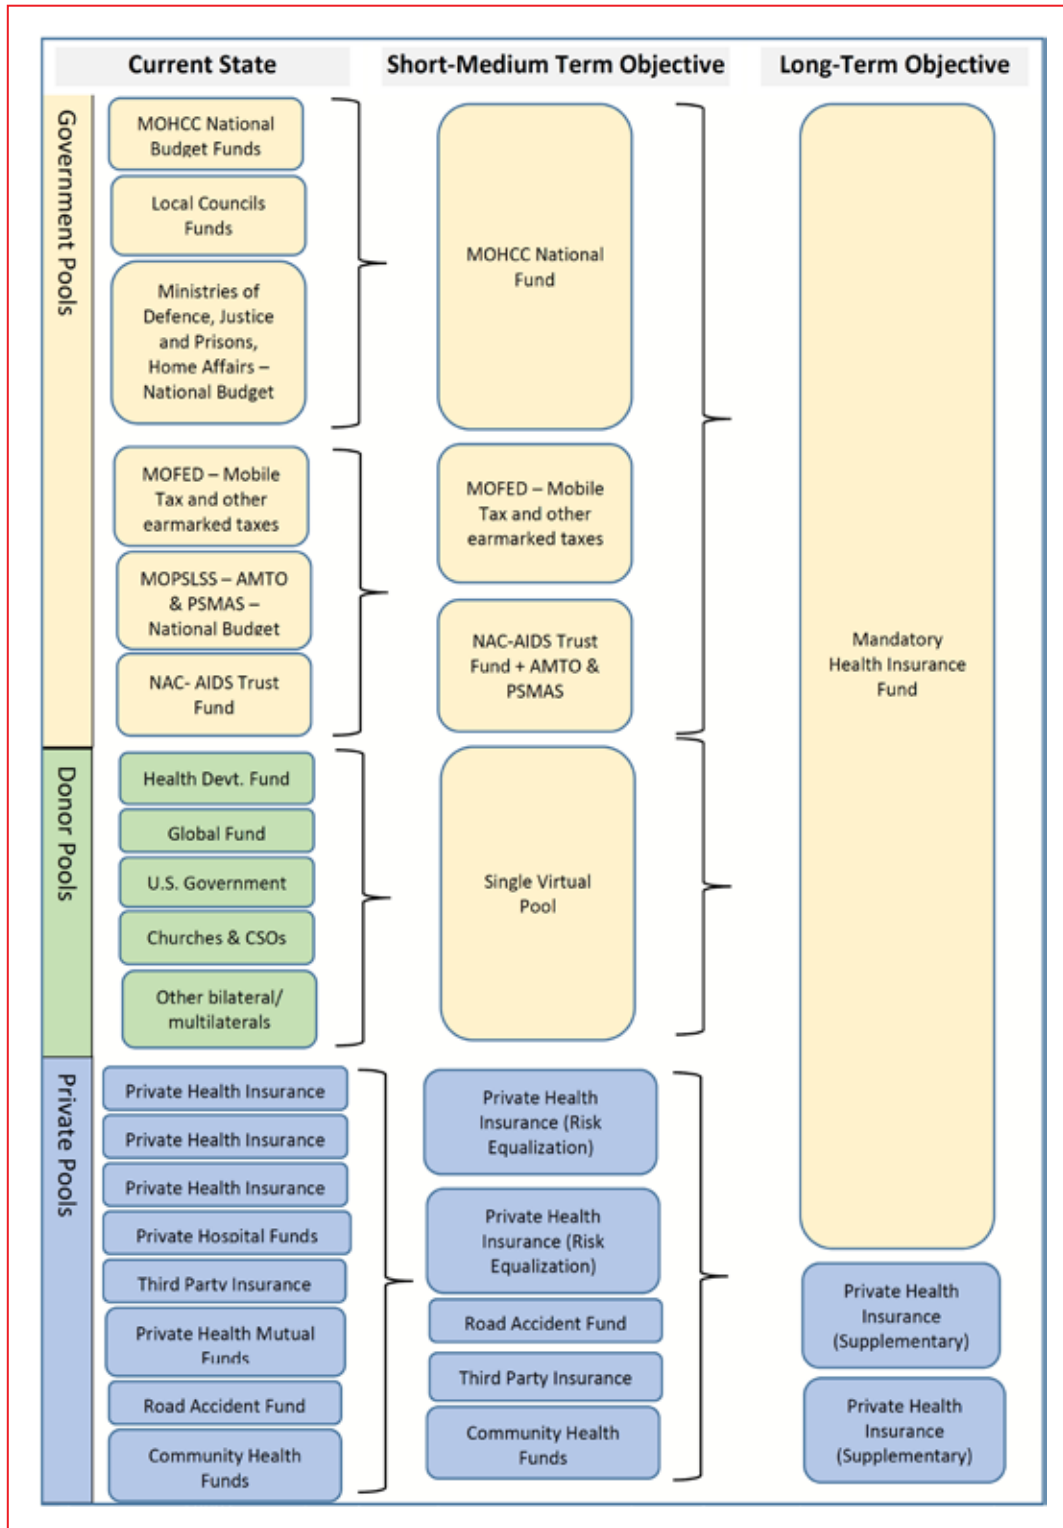 Current State
Short-Medium Term Objective
Long-Term Objective
Government Pools
MOHCC National
Budget Funds
Local Councils
Funds
Ministries of
Defence, Justice
and Prisons,
Home Affairs –
National Budget
MOFED – Mobile
Tax and other
earmarked taxes
MOPSLSS – AMTO
& PSMAS –
National Budget
NAC- AIDS Trust
Fund
MOHCC National
Fund
MOFED – Mobile
Tax and other
earmarked taxes
NAC-AIDS Trust
Fund + AMTO &
PSMAS
Mandatory
Health Insurance
Fund
Donor Pools
Health Devt. Fund
Global Fund
U.S. Government
Churches & CSOs
Other bilateral/
multilaterals
Single Virtual
Pool
Private Pools
Private Health Insurance
Private Health Insurance
Private Health Insurance
Private Hospital Funds
Third Party Insurance
Private Health Mutual
Funds
Road Accident Fund
Community Health
Funds
Private Health
Insurance (Risk
Equalization)
Private Health
Insurance (Risk
Equalization)
Road Accident Fund
Third Party Insurance
Community Health
Funds
Private Health
Insurance
(Supplementary)
Private Health
Insurance
(Supplementary)